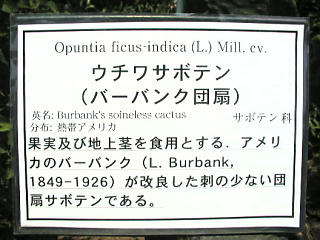 Opuntia ficus-indica (L.) Mill, cv.
ウチワサボテン
(バーバンク団扇)
英名: Burbank's soineless cactus サボテン科
分布: 熱帯アメリカ
果実及び地上茎を食用とする. アメリ
カのバーバンク (L. Burbank,
1849-1926) が改良した刺の少ない団
扇サボテンである。